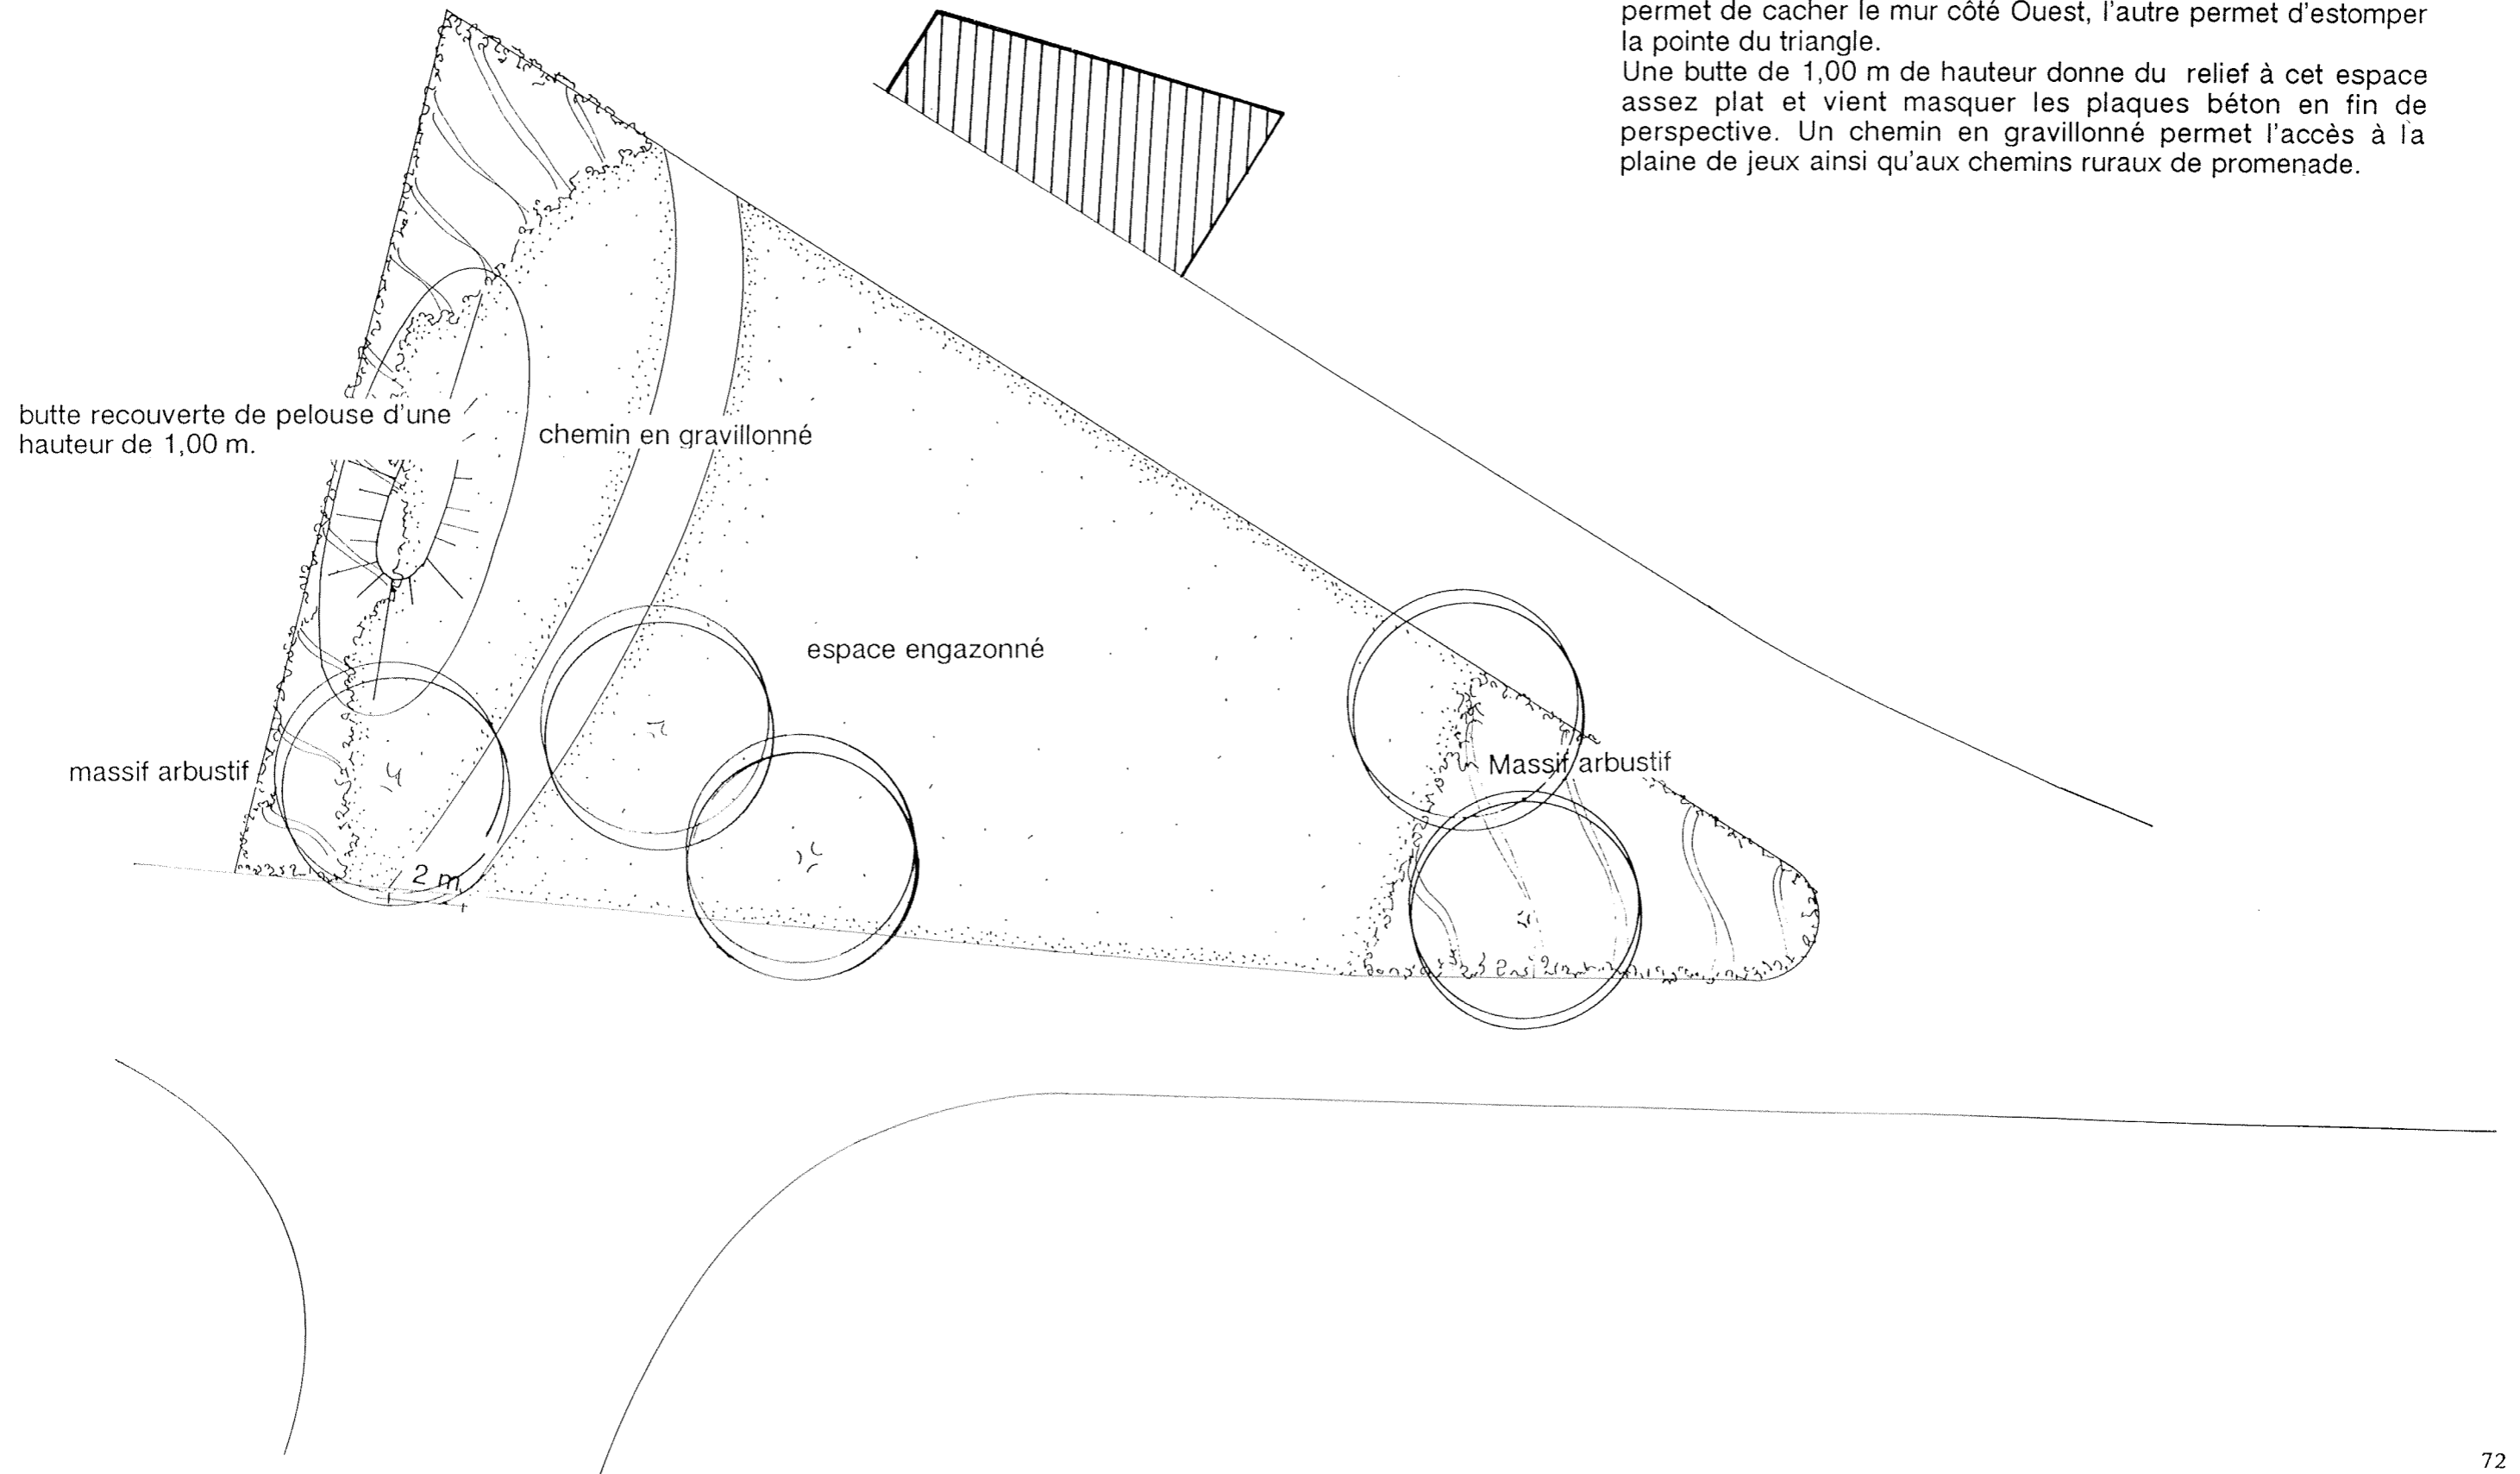 permet de cacher le mur côté Ouest, l'autre permet d'estomper
la pointe du triangle.
Une butte de 1,00 m de hauteur donne du relief à cet espace
assez plat et vient masquer les plaques béton en fin de
perspective. Un chemin en gravillonné permet l'accès à la
plaine de jeux ainsi qu'aux chemins ruraux de promenade.
butte recouverte de pelouse d'une
hauteur de 1,00 m.
chemin en gravillonné
espace engazonné
massif arbustif
Massif arbustif
2 m
72